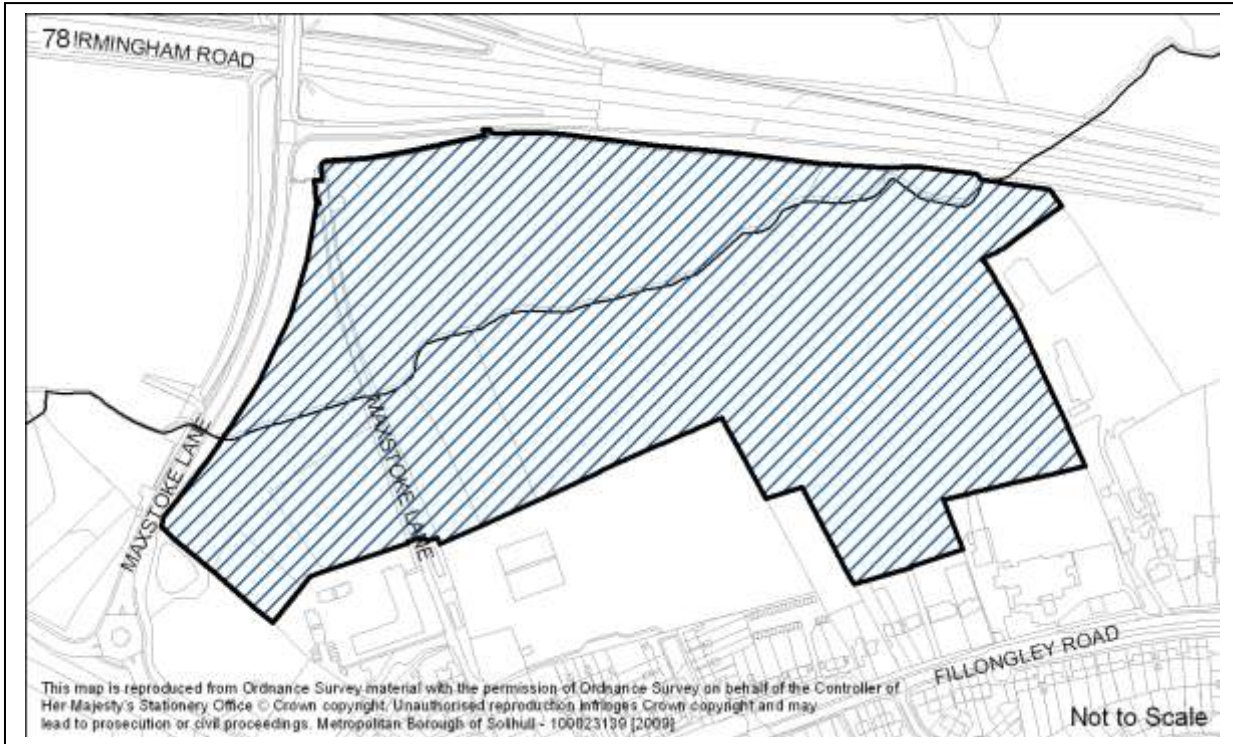 78 IRMINGHAM ROAD
MAXSTOKE LANE
MAXSTOKE LANE
FILLONGLEY ROAD
This map is reproduced from Ordnance Survey material with the permission of Ordnance Survey on behalf of the Controller of
Her Majesty's Stationery Office © Crown copyright. Unauthorised reproduction infringes Crown copyright and may
lead to prosecution or civil proceedings. Metropolitan Borough of Solihull - 100023139 [2009]
Not to Scale